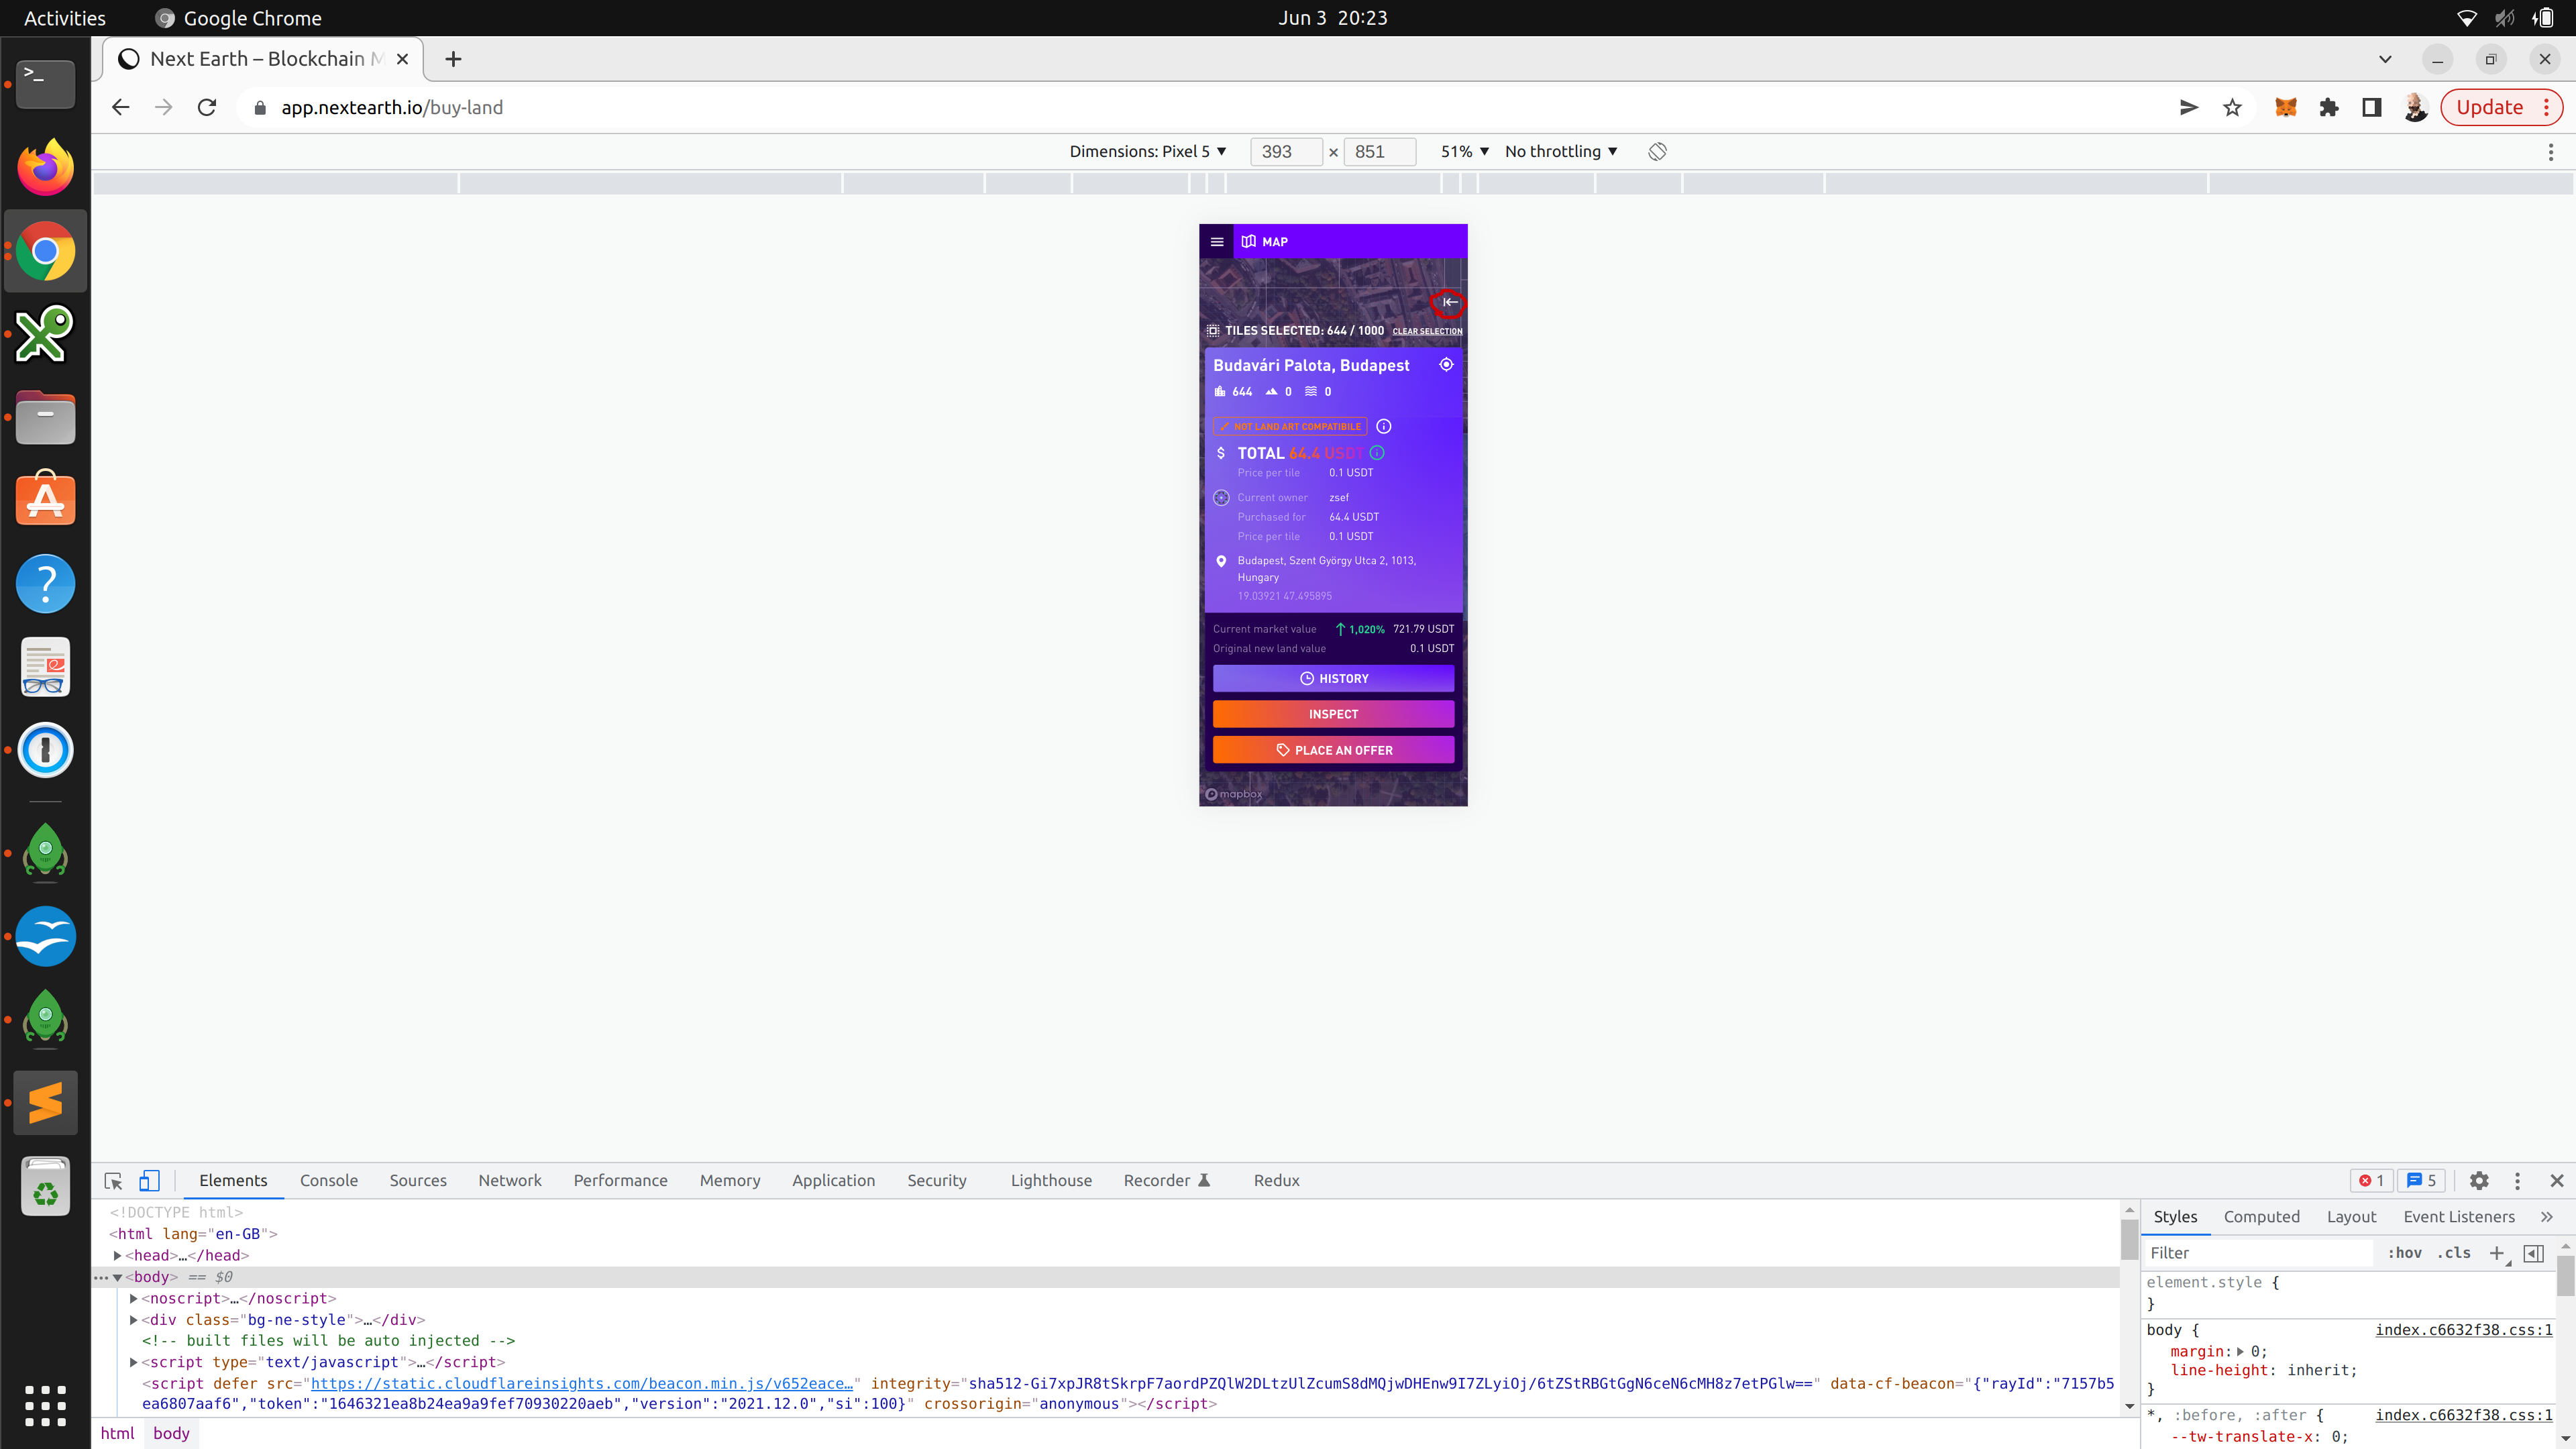 Activities
Google Chrome
Jun 3 20:23
Next Earth – Blockchain M
app.nextearth.io/buy-land
Update
Dimensions: Pixel 5
393 × 851
51%
No throttling
MAP
TILES SELECTED: 644 / 1000 CLEAR SELECTION
Budavári Palota, Budapest
644 0 0
NOT LAND ART COMPATIBILE
TOTAL 64.4 USDT
Price per tile 0.1 USDT
Current owner zsef
Purchased for 64.4 USDT
Price per tile 0.1 USDT
Budapest, Szent György Utca 2, 1013,
Hungary
19.03921 47.495895
Current market value 1,020% 721.79 USDT
Original new land value 0.1 USDT
HISTORY
INSPECT
PLACE AN OFFER
mapbox
Elements Console Sources Network Performance Memory Application Security Lighthouse Recorder Redux
1 5
<!DOCTYPE html>
<html lang="en-GB">
<head>…</head>
<body> == $0
<noscript>…</noscript>
<div class="bg-ne-style">…</div>
<!-- built files will be auto injected -->
<script type="text/javascript">…</script>
<script defer src="https://static.cloudflareinsights.com/beacon.min.js/v652eace…" integrity="sha512-Gi7xpJR8tSkrpF7aordPZQlW2DLtzUlZcumS8dMQjwDHEnw9I7ZLyiOj/6tZStRBGtGgN6ceN6cMH8z7etPGlw==" data-cf-beacon="{"rayId":"7157b5
ea6807aaf6","token":"1646321ea8b24ea9a9fef70930220aeb","version":"2021.12.0","si":100}" crossorigin="anonymous"></script>
html body
Styles Computed Layout Event Listeners
Filter
:hov .cls
element.style {
}
body { index.c6632f38.css:1
margin: 0;
line-height: inherit;
}
*, :before, :after { index.c6632f38.css:1
--tw-translate-x: 0;